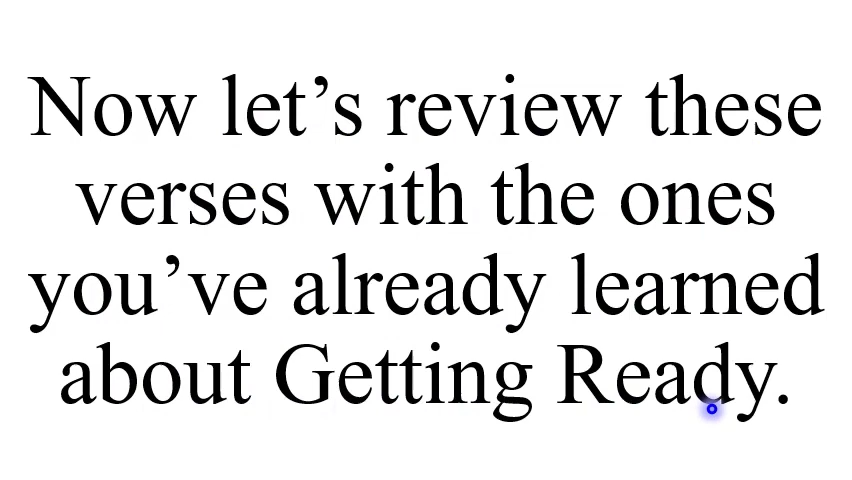 Now let’s review these
verses with the ones
you’ve already learned
about Getting Ready.